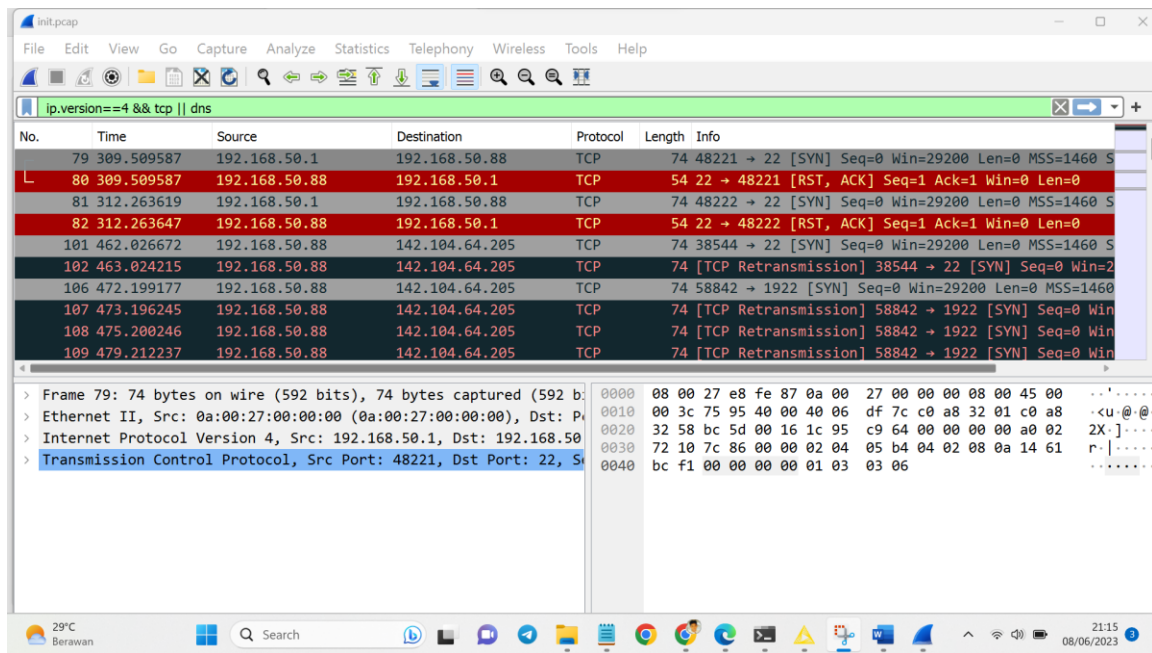 init.pcap
File Edit View Go Capture Analyze Statistics Telephony Wireless Tools Help
ip.version==4 && tcp || dns
No. Time Source Destination Protocol Length Info
79 309.509587 192.168.50.1 192.168.50.88 TCP 74 48221 → 22 [SYN] Seq=0 Win=29200 Len=0 MSS=1460 S
80 309.509587 192.168.50.88 192.168.50.1 TCP 54 22 → 48221 [RST, ACK] Seq=1 Ack=1 Win=0 Len=0
81 312.263619 192.168.50.1 192.168.50.88 TCP 74 48222 → 22 [SYN] Seq=0 Win=29200 Len=0 MSS=1460 S
82 312.263647 192.168.50.88 192.168.50.1 TCP 54 22 → 48222 [RST, ACK] Seq=1 Ack=1 Win=0 Len=0
101 462.026672 192.168.50.88 142.104.64.205 TCP 74 38544 → 22 [SYN] Seq=0 Win=29200 Len=0 MSS=1460 S
102 463.024215 192.168.50.88 142.104.64.205 TCP 74 [TCP Retransmission] 38544 → 22 [SYN] Seq=0 Win=2
106 472.199177 192.168.50.88 142.104.64.205 TCP 74 58842 → 1922 [SYN] Seq=0 Win=29200 Len=0 MSS=1460
107 473.196245 192.168.50.88 142.104.64.205 TCP 74 [TCP Retransmission] 58842 → 1922 [SYN] Seq=0 Win
108 475.200246 192.168.50.88 142.104.64.205 TCP 74 [TCP Retransmission] 58842 → 1922 [SYN] Seq=0 Win
109 479.212237 192.168.50.88 142.104.64.205 TCP 74 [TCP Retransmission] 58842 → 1922 [SYN] Seq=0 Win
Frame 79: 74 bytes on wire (592 bits), 74 bytes captured (592 b
Ethernet II, Src: 0a:00:27:00:00:00 (0a:00:27:00:00:00), Dst: P
Internet Protocol Version 4, Src: 192.168.50.1, Dst: 192.168.50
Transmission Control Protocol, Src Port: 48221, Dst Port: 22, S
0000 08 00 27 e8 fe 87 0a 00 27 00 00 00 08 00 45 00 ··'·····
0010 00 3c 75 95 40 00 40 06 df 7c c0 a8 32 01 c0 a8 ·<u·@·@·
0020 32 58 bc 5d 00 16 1c 95 c9 64 00 00 00 00 a0 02 2X·]····
0030 72 10 7c 86 00 00 02 04 05 b4 04 02 08 0a 14 61 r·|·····
0040 bc f1 00 00 00 00 01 03 03 06 ········
29°C
Berawan
Search
21:15
08/06/2023
3